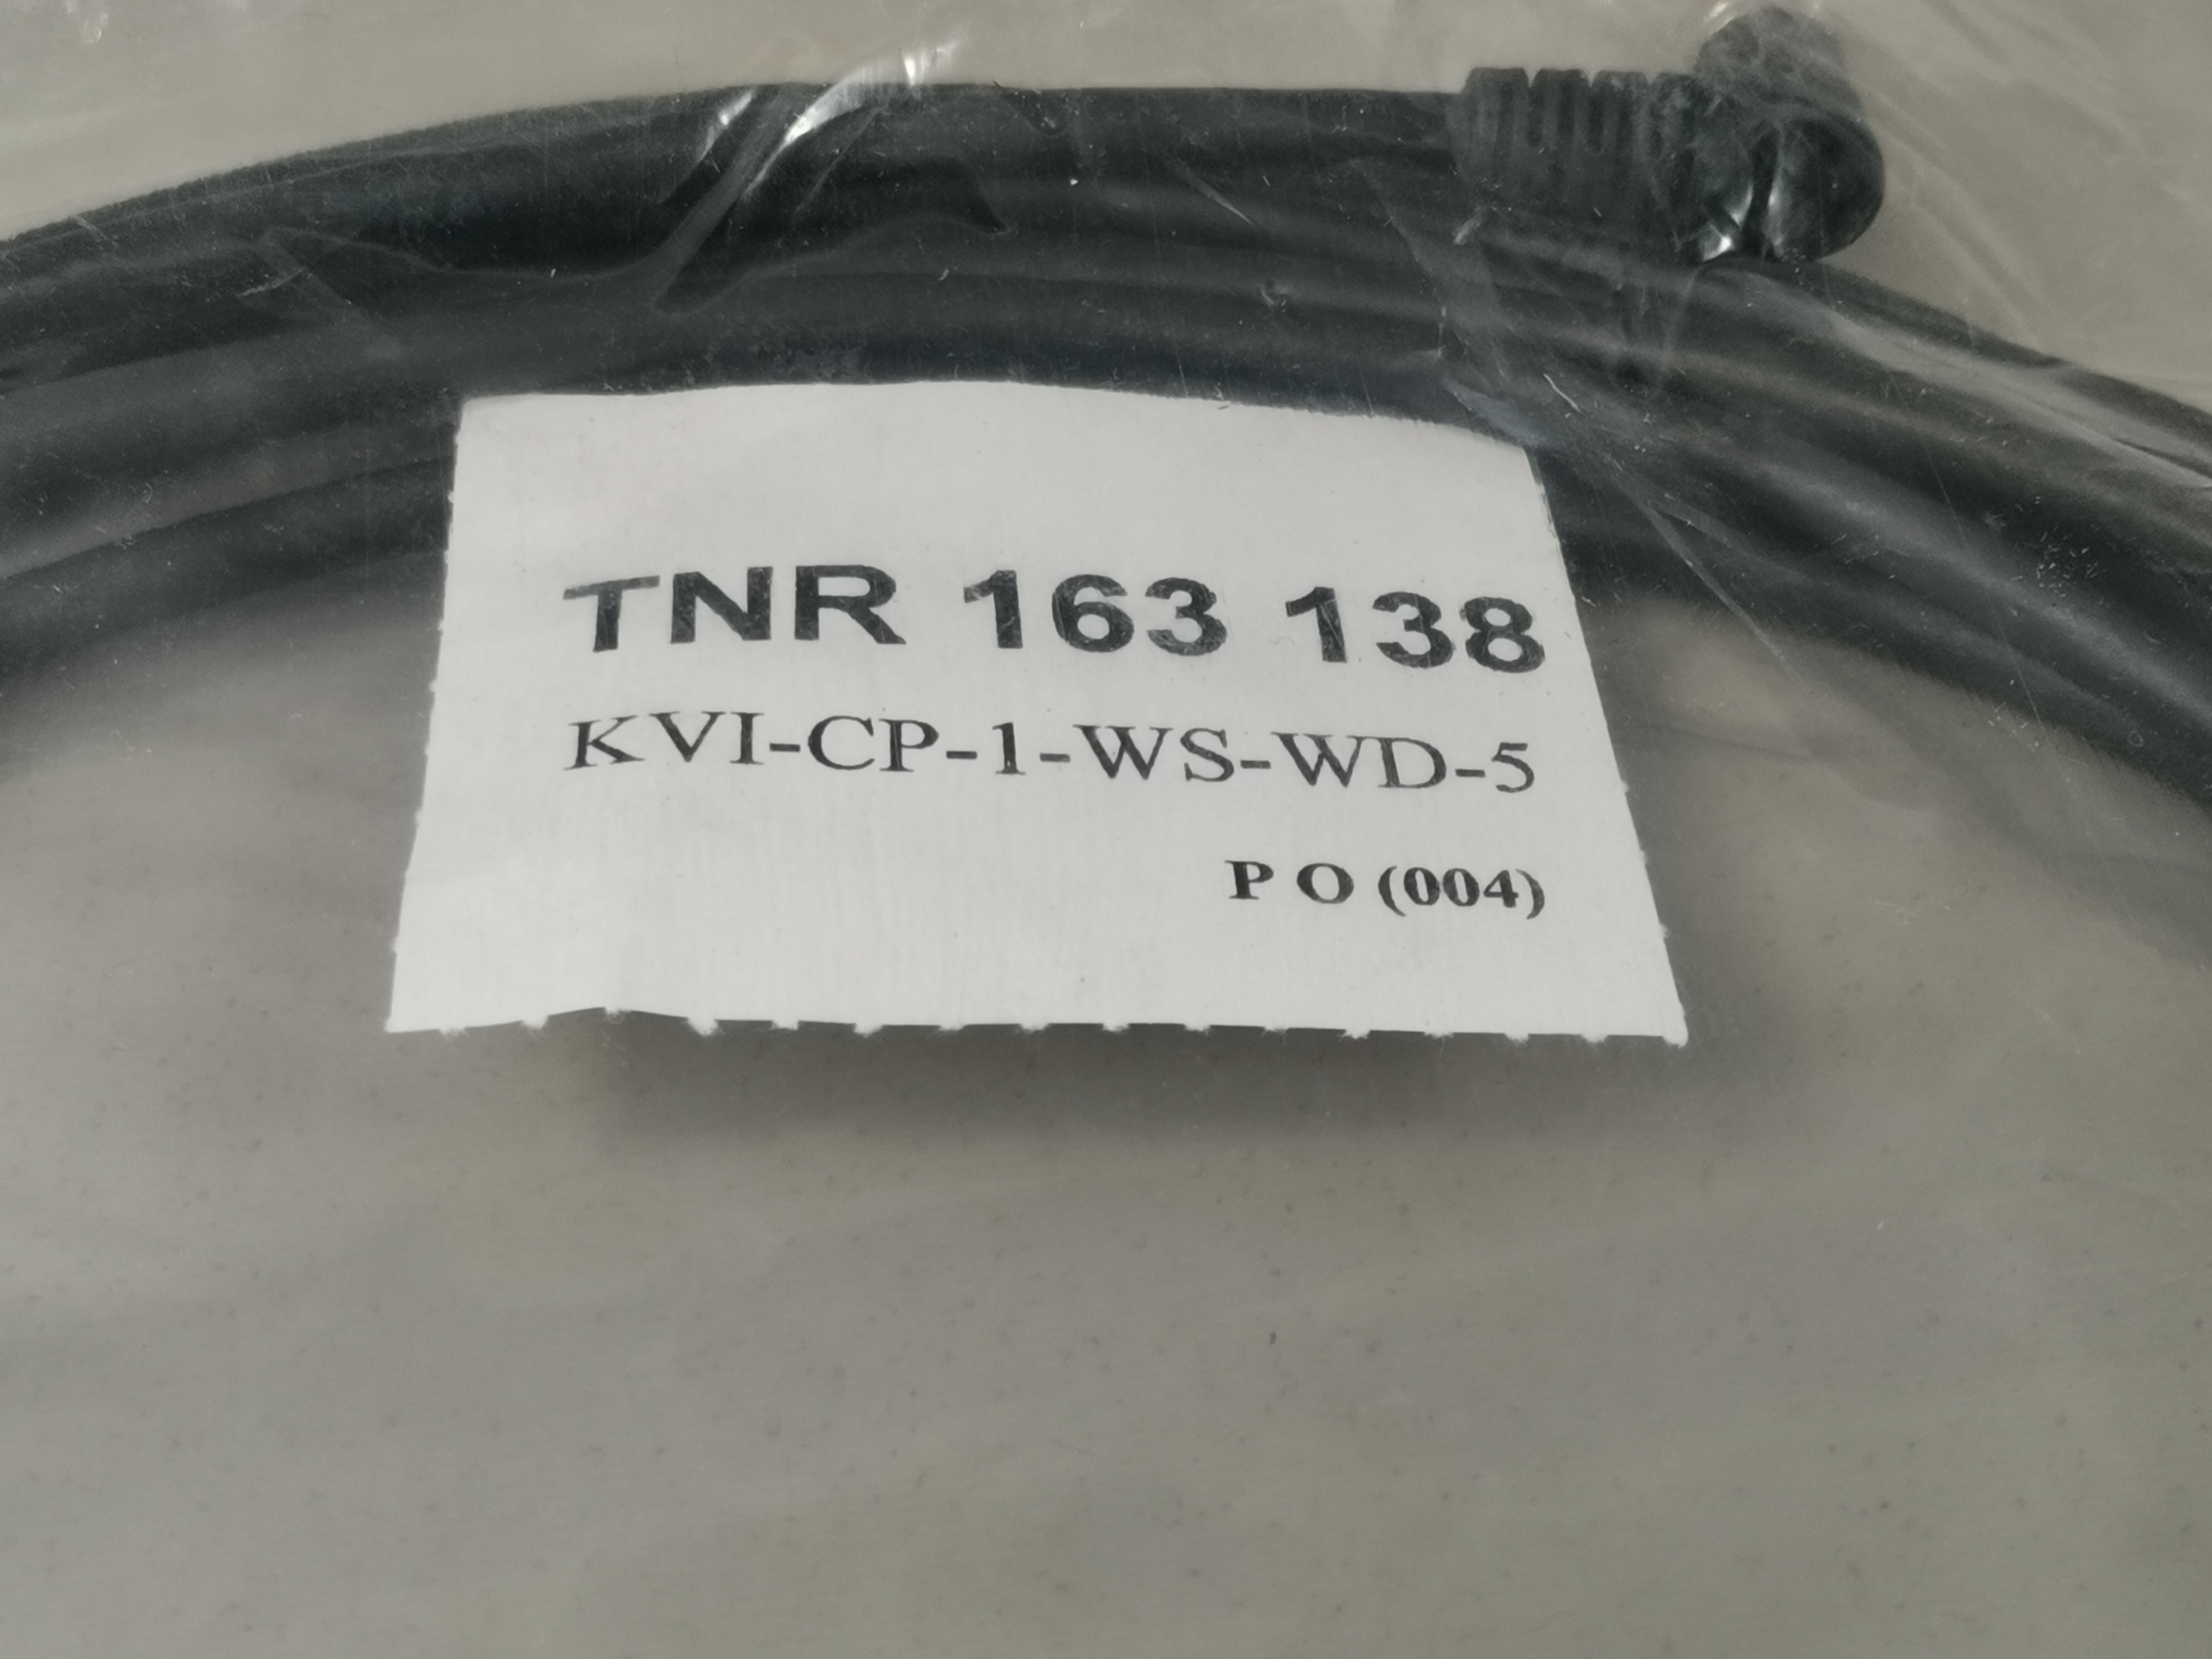 TNR 163 138
KVI-CP-1-WS-WD-5
P O (004)